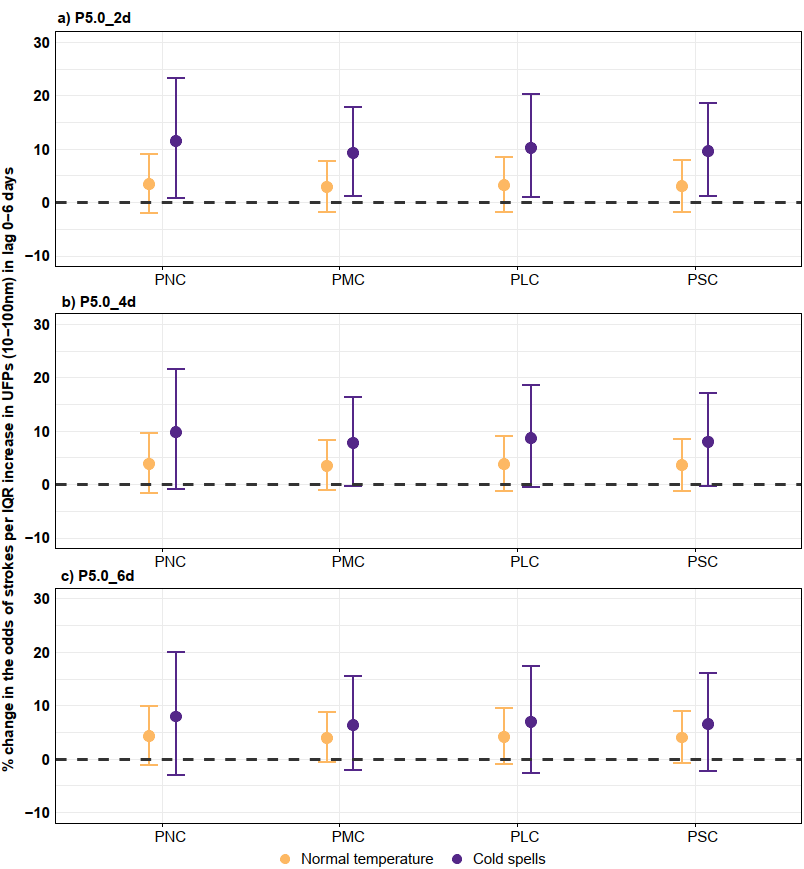 % change in the odds of strokes per IQR increase in UFPs (10−100nm) in lag 0−6 days
a) P5.0_2d
30
20
10
0
−10
PNC PMC PLC PSC
b) P5.0_4d
30
20
10
0
−10
PNC PMC PLC PSC
c) P5.0_6d
30
20
10
0
−10
PNC PMC PLC PSC
Normal temperature Cold spells